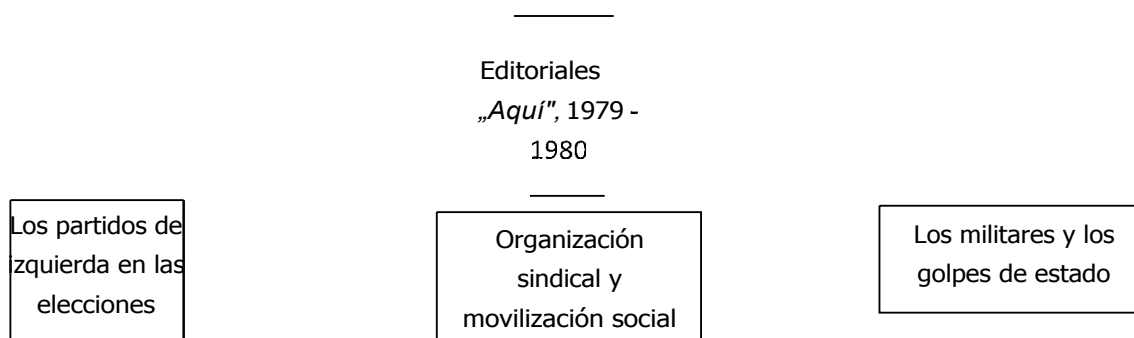 Editoriales
„Aquí", 1979 -
1980
Los partidos de
izquierda en las
elecciones
Organización
sindical y
movilización social
Los militares y los
golpes de estado